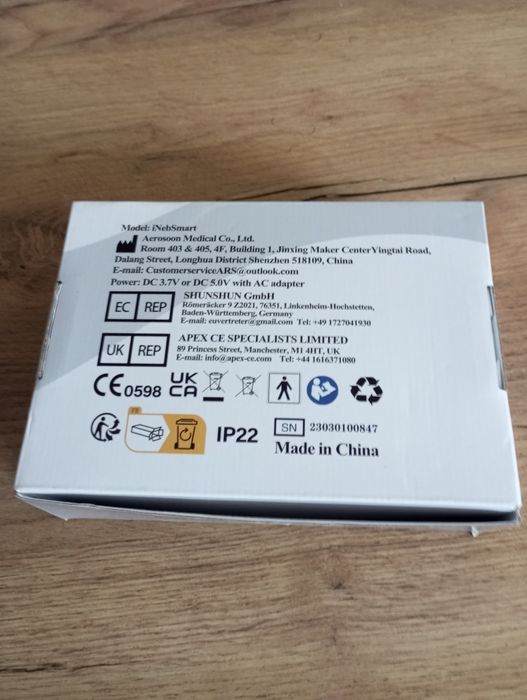 Model: iNebSmart
Aerosoon Medical Co., Ltd.
Room 403 & 405, 4F, Building 1, Jinxing Maker CenterYingtai Road,
Dalang Street, Longhua District Shenzhen 518109, China
E-mail: CustomerserviceARS@outlook.com
Power: DC 3.7V or DC 5.0V with AC adapter
EC REP
SHUNSHUN GmbH
Römeräcker 9 Z2021, 76351, Linkenheim-Hochstetten,
Baden-Württemberg, Germany
E-mail: euvertreter@gmail.com Tel: +49 1727041930
UK REP
APEX CE SPECIALISTS LIMITED
89 Princess Street, Manchester, M1 4HT, UK
E-mail: info@apex-ce.com Tel: +44 1616371080
CE 0598 UK
CA
FR
IP22
SN 23030100847
Made in China